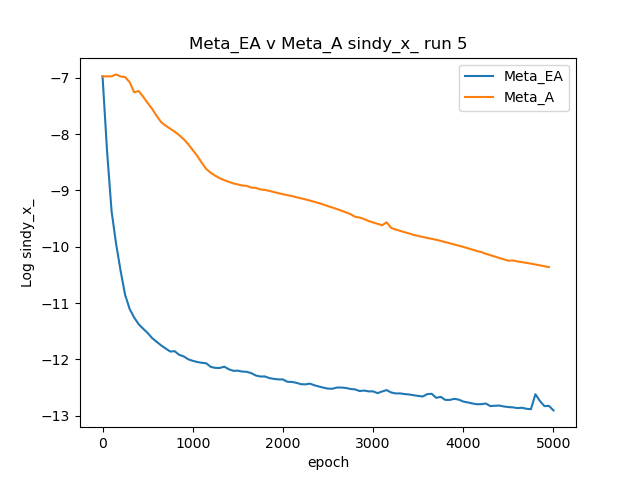 Meta_EA v Meta_A sindy_x_ run 5
Meta_EA
Meta_A
Log sindy_x_
−7
−8
−9
−10
−11
−12
−13
0
1000
2000
3000
4000
5000
epoch